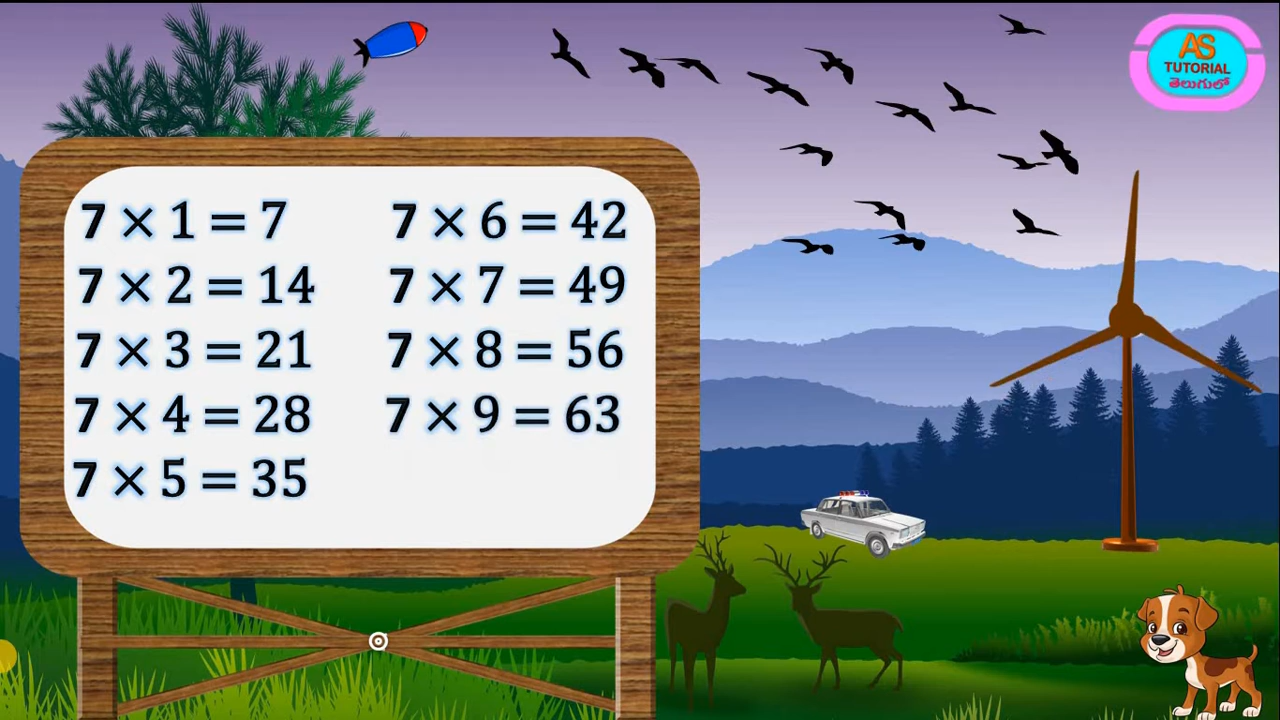 7 × 1 = 7
7 × 2 = 14
7 × 3 = 21
7 × 4 = 28
7 × 5 = 35
7 × 6 = 42
7 × 7 = 49
7 × 8 = 56
7 × 9 = 63
AS
TUTORIAL
తెలుగులో